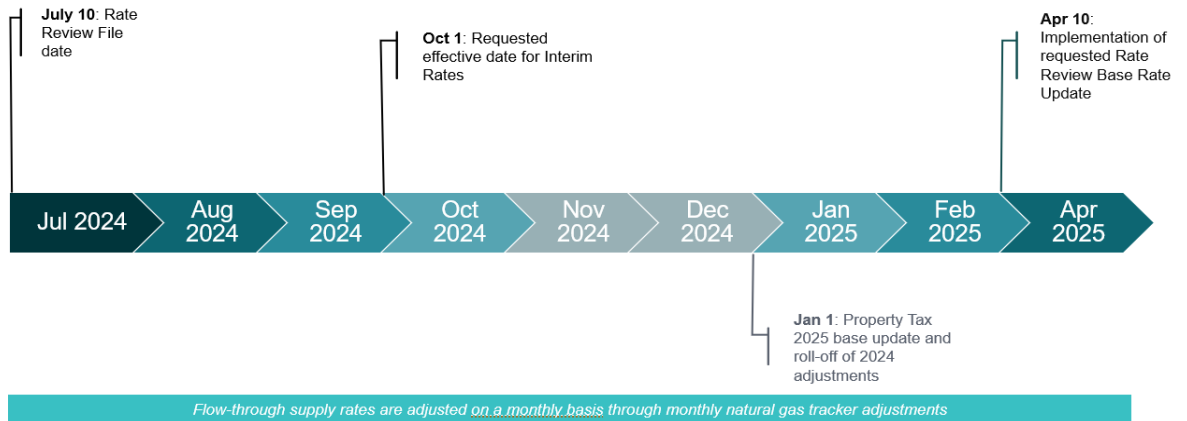 July 10: Rate
Review File
date
Oct 1: Requested
effective date for Interim
Rates
Apr 10:
Implementation of
requested Rate
Review Base Rate
Update
Jul 2024
Aug
2024
Sep
2024
Oct
2024
Nov
2024
Dec
2024
Jan
2025
Feb
2025
Apr
2025
Jan 1: Property Tax
2025 base update and
roll-off of 2024
adjustments
Flow-through supply rates are adjusted on a monthly basis through monthly natural gas tracker adjustments